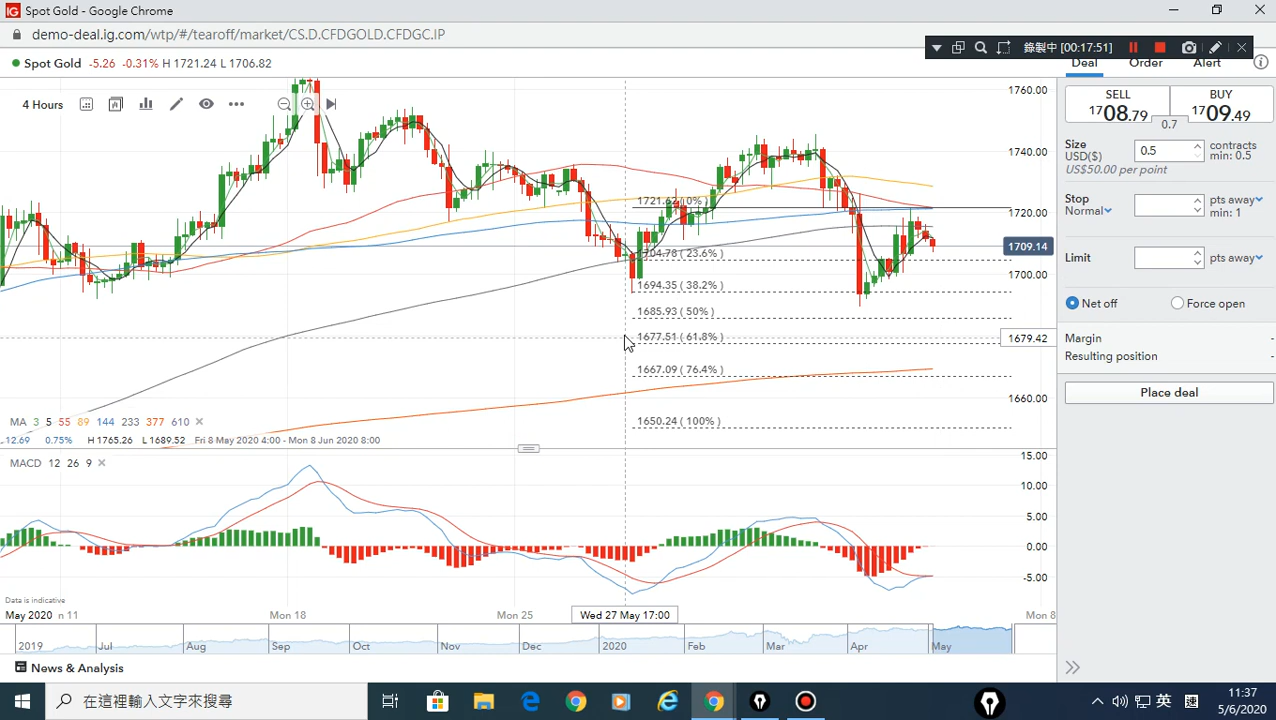 IG Spot Gold - Google Chrome
demo-deal.ig.com/wtp/#/tearoff/market/CS.D.CFDGOLD.CFDGC.IP
錄製中 [00:17:51]
Spot Gold -5.26 -0.31% H 1721.24 L 1706.82
Deal Order Alert
4 Hours
SELL
1708.79
BUY
1709.49
0.7
Size
USD($)
0.5
contracts
min: 0.5
US$50.00 per point
Stop
Normal
pts away
min: 1
Limit
pts away
Net off
Force open
Margin -
Resulting position -
Place deal
1760.00
1740.00
1720.00
1709.14
1700.00
1679.42
1660.00
1721.62 (0%)
1704.78 ( 23.6% )
1694.35 ( 38.2% )
1685.93 ( 50% )
1677.51 ( 61.8% )
1667.09 ( 76.4% )
1650.24 ( 100% )
MA 3 5 55 89 144 233 377 610
12.69 0.75% H 1765.26 L 1689.52 Fri 8 May 2020 4:00 - Mon 8 Jun 2020 8:00
MACD 12 26 9
15.00
10.00
5.00
0.00
-5.00
Data is indicative
May 2020 n 11 Mon 18 Mon 25 Wed 27 May 17:00 Mon 8
2019 Jul Aug Sep Oct Nov Dec 2020 Feb Mar Apr May
News & Analysis
在這裡輸入文字來搜尋
英
11:37
5/6/2020